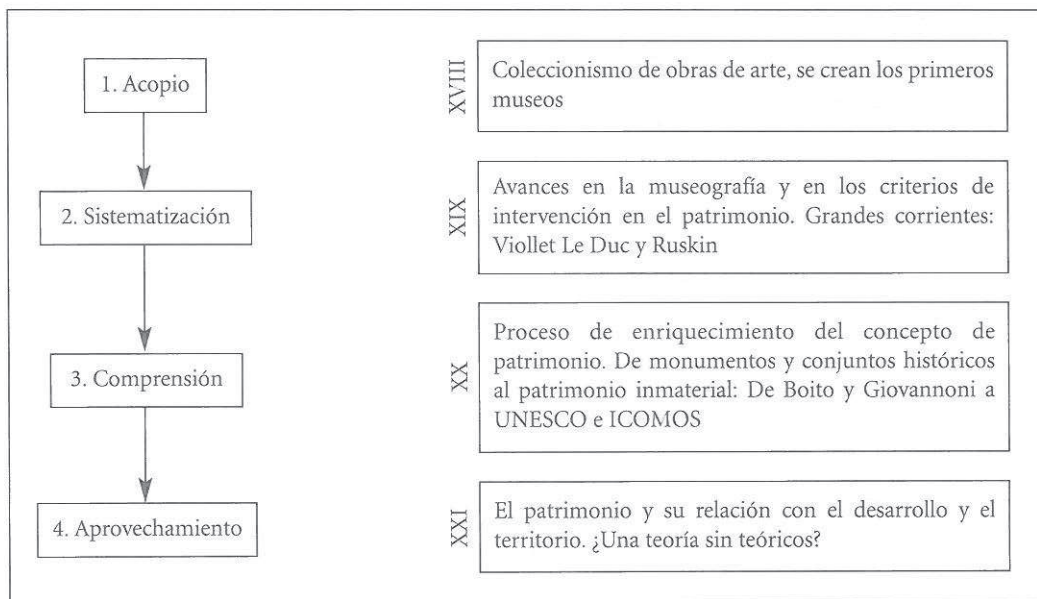 1. Acopio
XVIII
Coleccionismo de obras de arte, se crean los primeros
museos
2. Sistematización
XIX
Avances en la museografía y en los criterios de
intervención en el patrimonio. Grandes corrientes:
Viollet Le Duc y Ruskin
3. Comprensión
XX
Proceso de enriquecimiento del concepto de
patrimonio. De monumentos y conjuntos históricos
al patrimonio inmaterial: De Boito y Giovannoni a
UNESCO e ICOMOS
4. Aprovechamiento
XXI
El patrimonio y su relación con el desarrollo y el
territorio. ¿Una teoría sin teóricos?